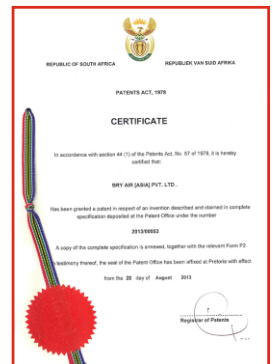 REPUBLIC OF SOUTH AFRICA
REPUBLIEK VAN SUID AFRIKA
PATENTS ACT, 1978
CERTIFICATE
In accordance with section 44 (1) of the Patents Act, No. 57 of 1978, it is hereby
certified that:
BRY AIR [ASIA] PVT. LTD .
Has been granted a patent in respect of an invention described and claimed in complete
specification deposited at the Patent Office under the number
2013/00053
A copy of the complete specification is annexed, together with the relevant Form P2.
testimony thereof, the seal of the Patent Office has been affixed at Pretoria with effect
from the 28 day of August 2013
Registrar of Patents